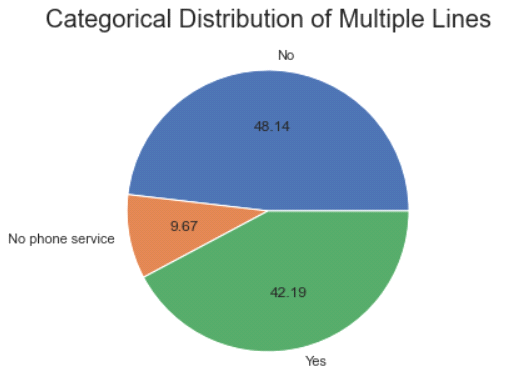 Categorical Distribution of Multiple Lines
No
48.14
No phone service
9.67
42.19
Yes